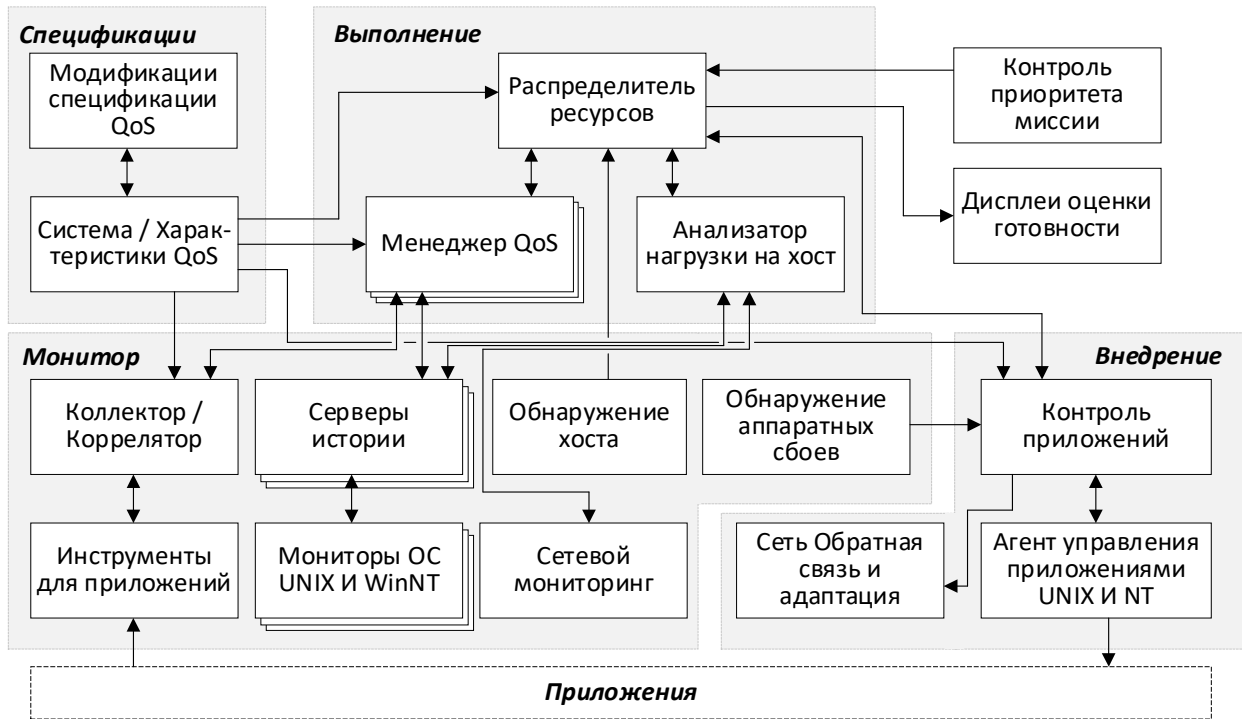 Спецификации
Модификации
спецификации
QoS
Система / Харак-
теристики QoS
Выполнение
Распределитель
ресурсов
Менеджер QoS
Анализатор
нагрузки на хост
Контроль
приоритета
миссии
Дисплеи оценки
готовности
Монитор
Коллектор /
Коррелятор
Серверы
истории
Обнаружение
хоста
Обнаружение
аппаратных
сбоев
Инструменты
для приложений
Мониторы ОС
UNIX И WinNT
Сетевой
мониторинг
Внедрение
Контроль
приложений
Сеть Обратная
связь и
адаптация
Агент управления
приложениями
UNIX И NT
Приложения